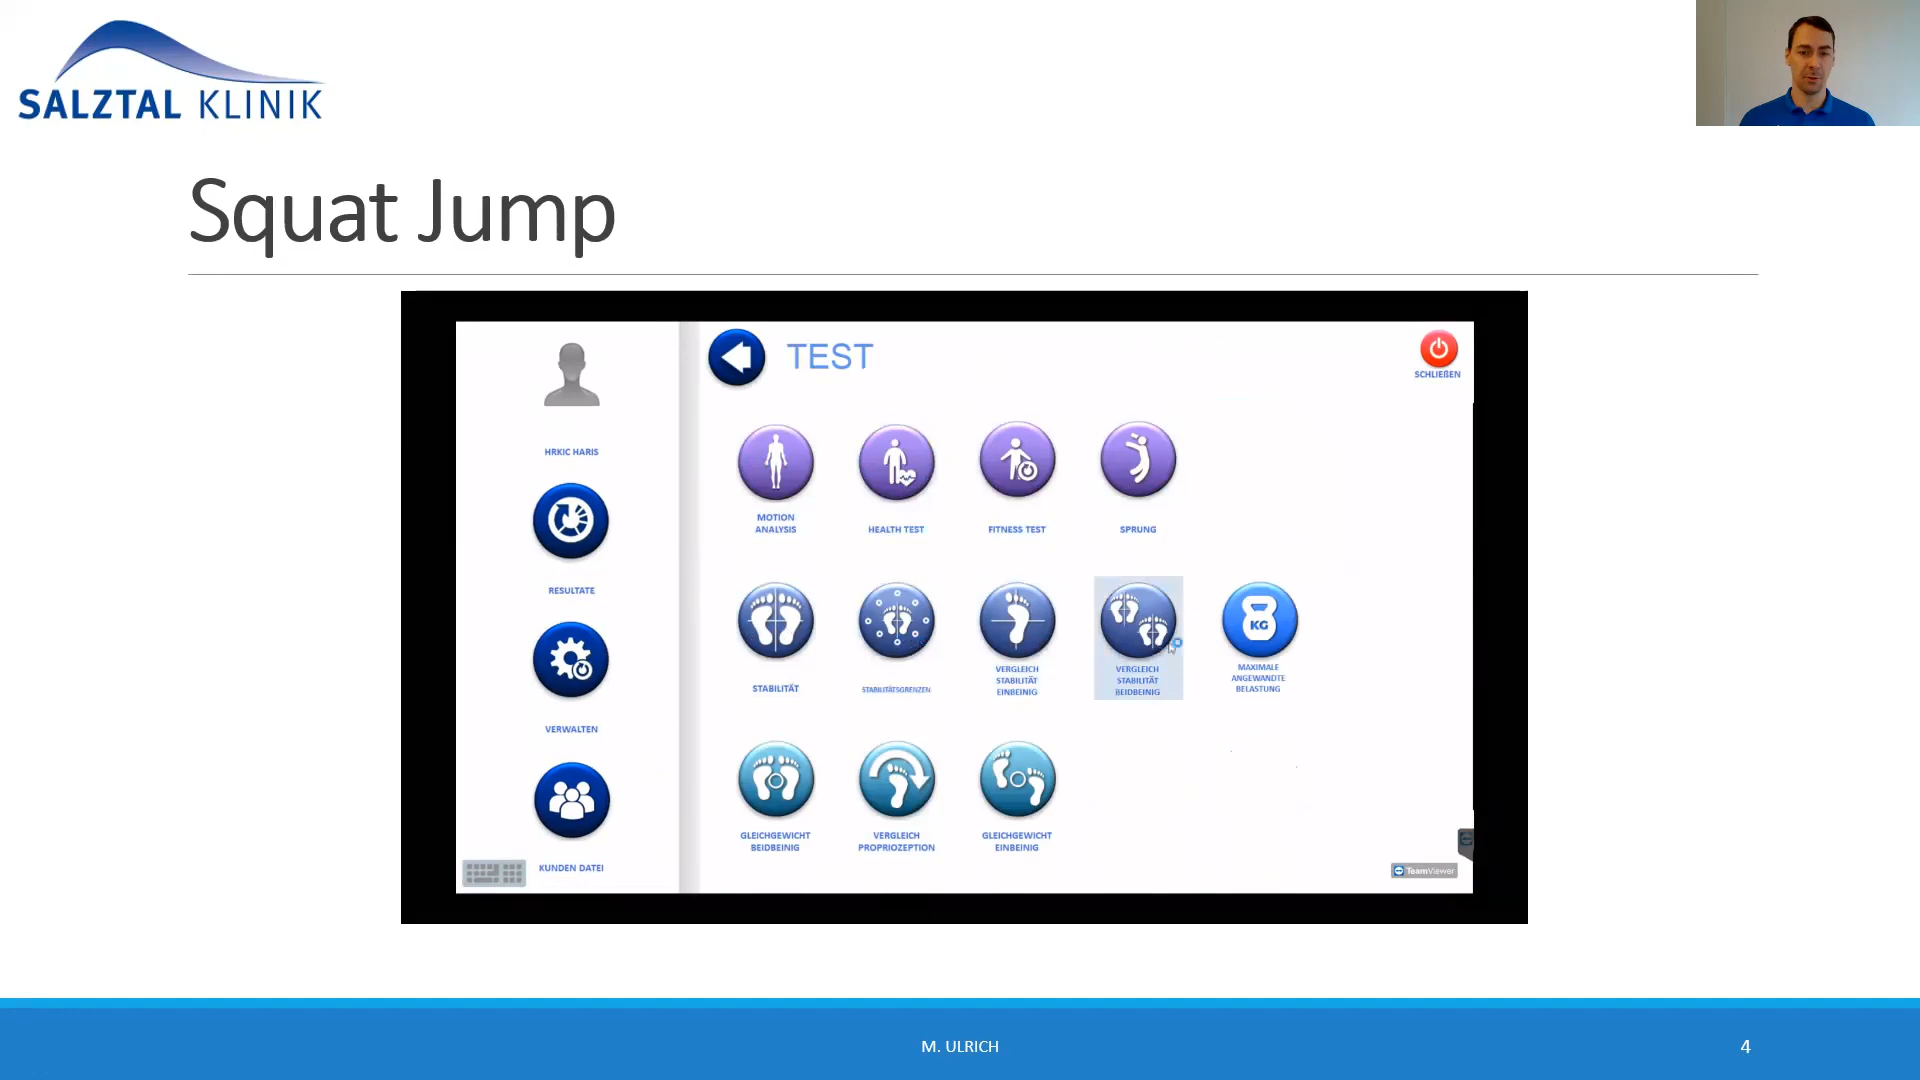 SALZTAL KLINIK
Squat Jump
TEST
SCHLIEßEN
HRKIC HARIS
RESULTATE
VERWALTEN
KUNDEN DATEI
MOTION
ANALYSIS
HEALTH TEST
FITNESS TEST
SPRUNG
STABILITÄT
STABILITÄTSGRENZEN
VERGLEICH
STABILITÄT
EINBEINIG
VERGLEICH
STABILITÄT
BEIDBEINIG
KG
MAXIMALE
ANGEWANDTE
BELASTUNG
GLEICHGEWICHT
BEIDBEINIG
VERGLEICH
PROPRIOZEPTION
GLEICHGEWICHT
EINBEINIG
TeamViewer
M. ULRICH
4